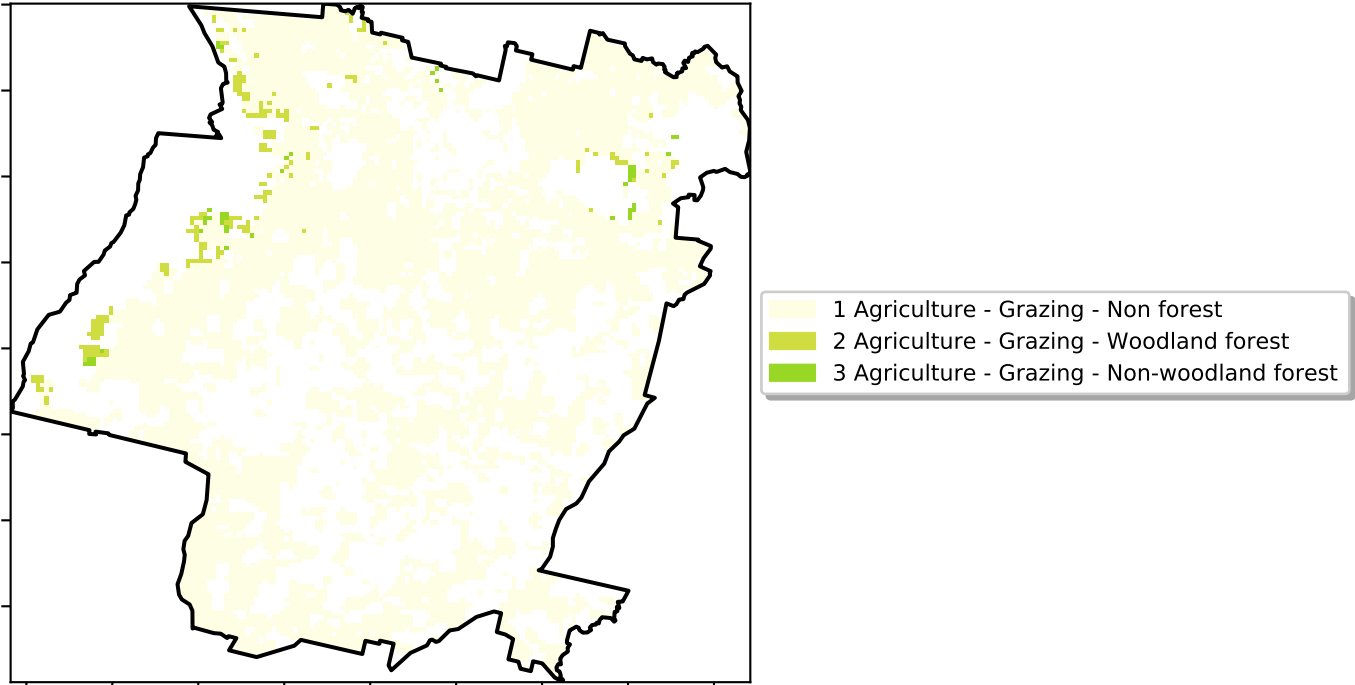 1 Agriculture - Grazing - Non forest
2 Agriculture - Grazing - Woodland forest
3 Agriculture - Grazing - Non-woodland forest